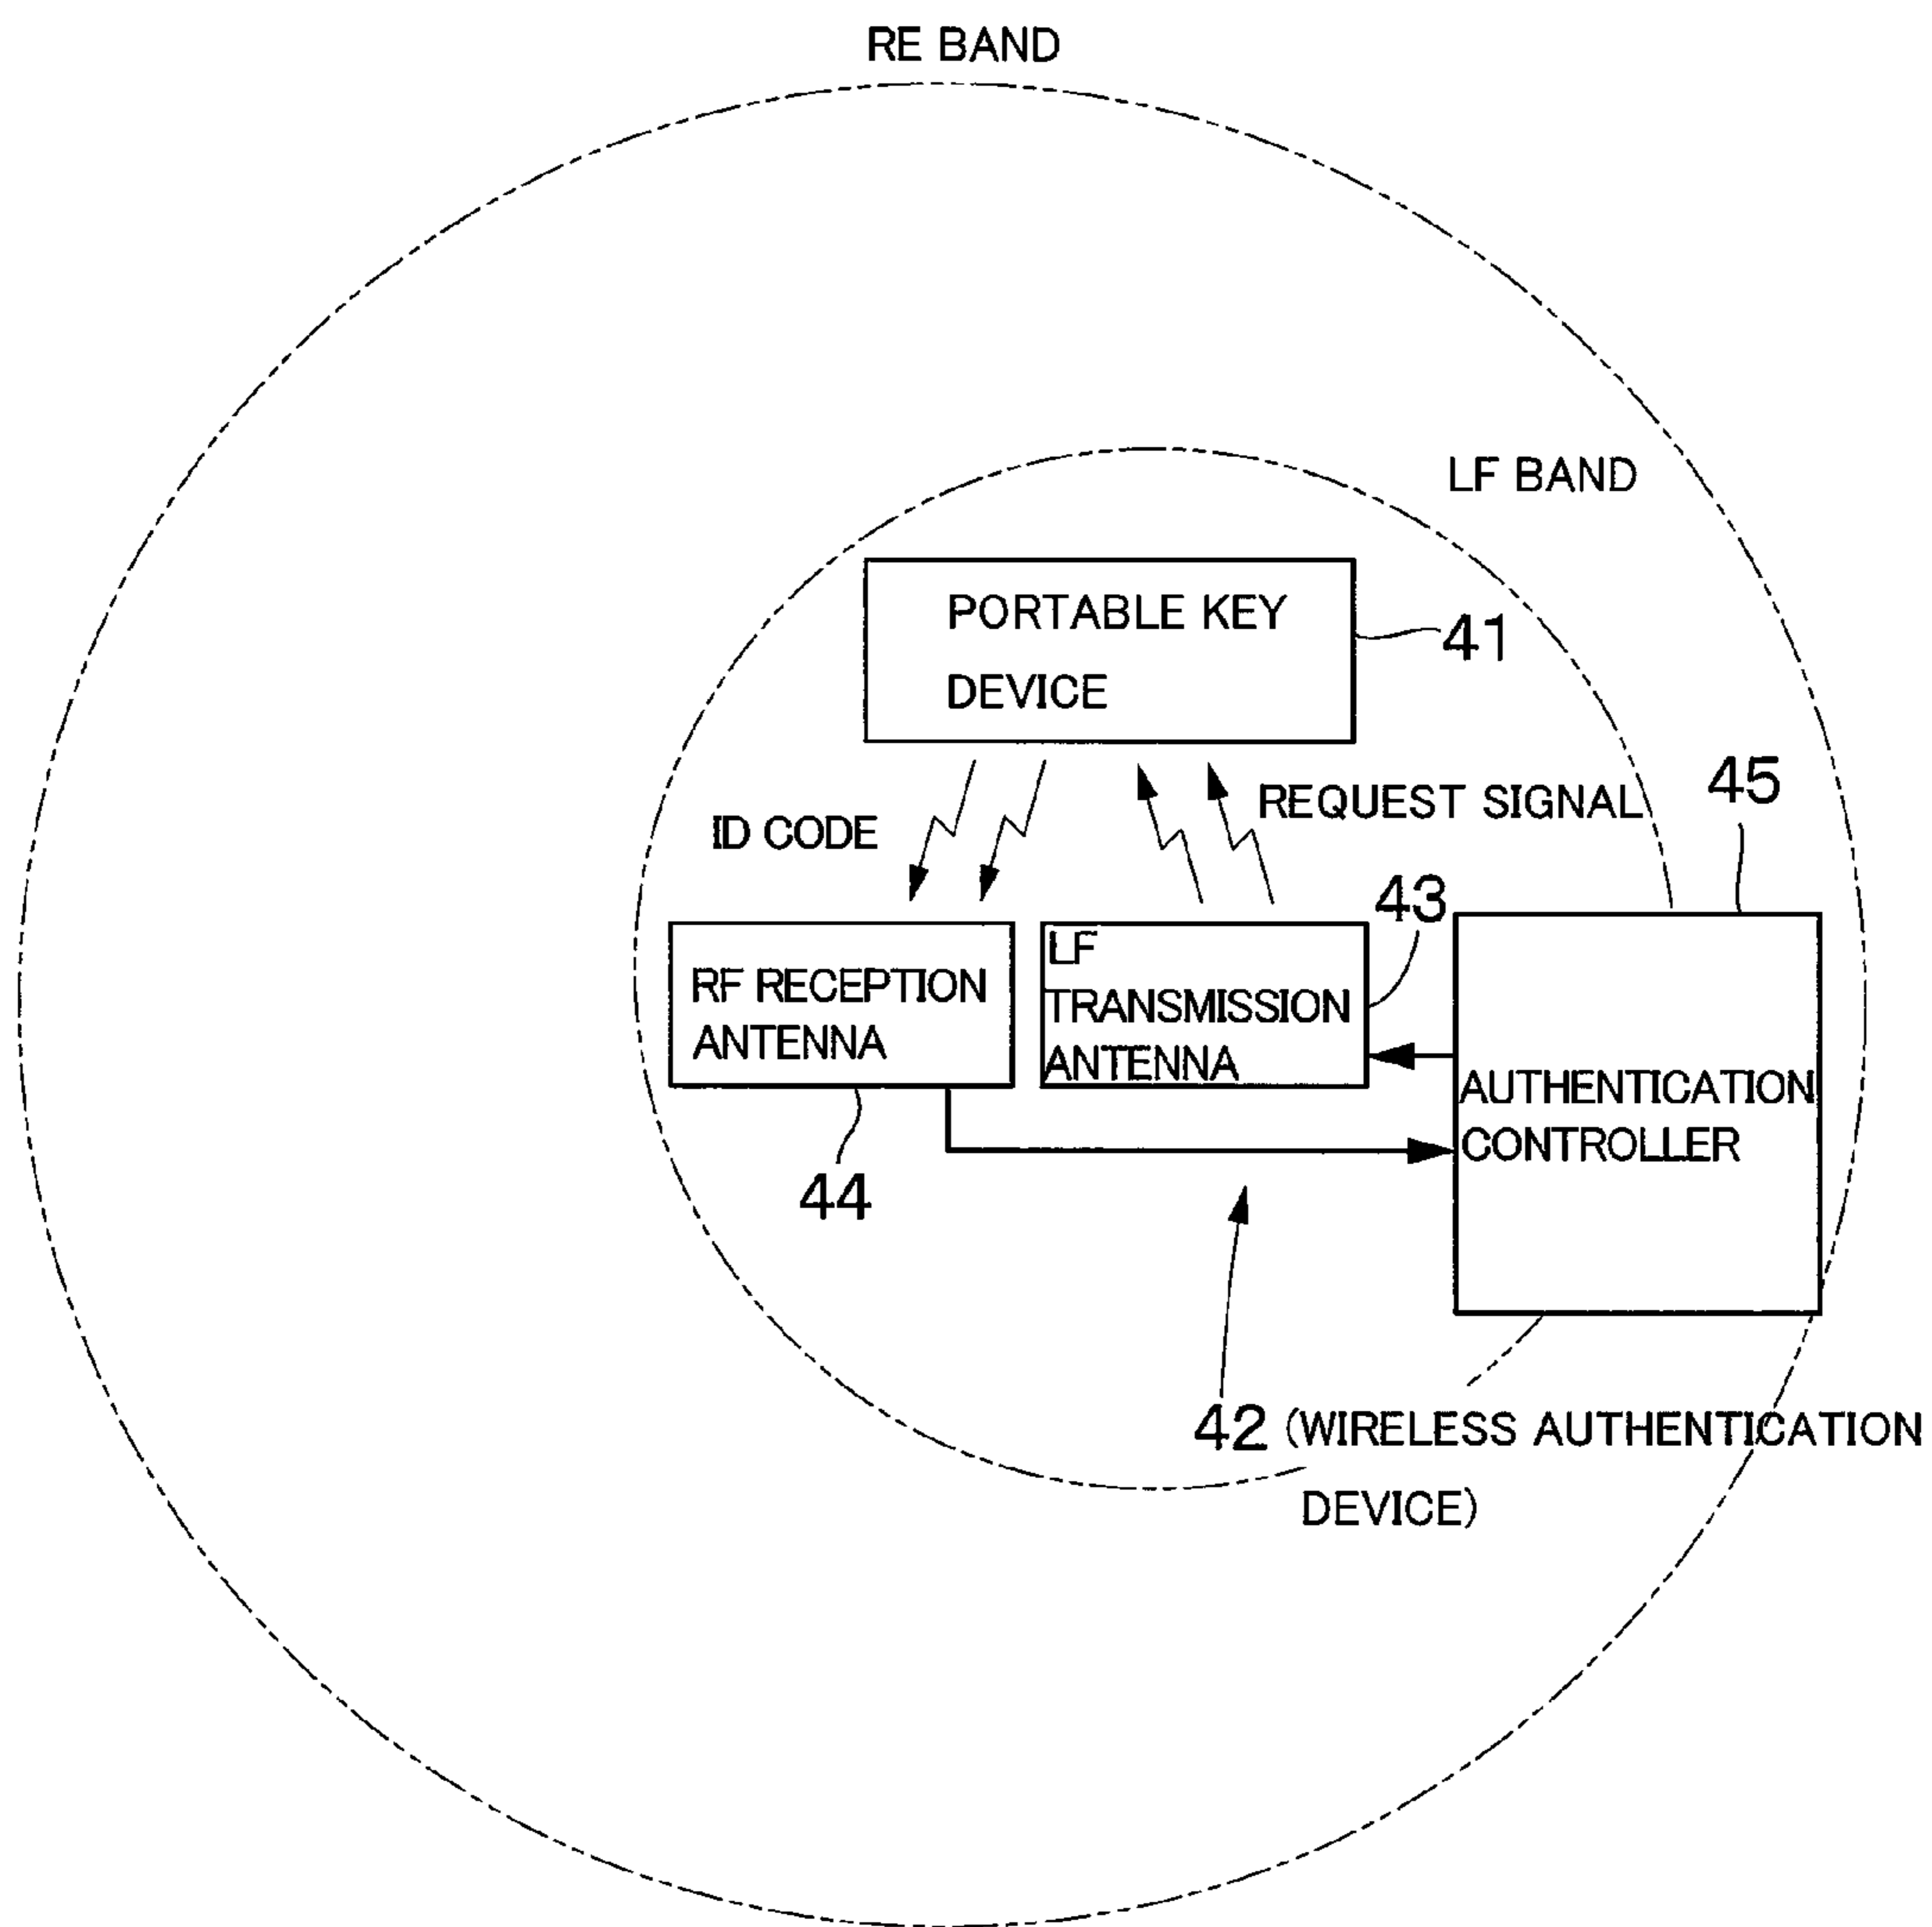 RE BAND
LF BAND
PORTABLE KEY
DEVICE
41
REQUEST SIGNAL
45
ID CODE
43
RF RECEPTION
ANTENNA
LF
TRANSMISSION
ANTENNA
AUTHENTICATION
CONTROLLER
44
42 (WIRELESS AUTHENTICATION
DEVICE)